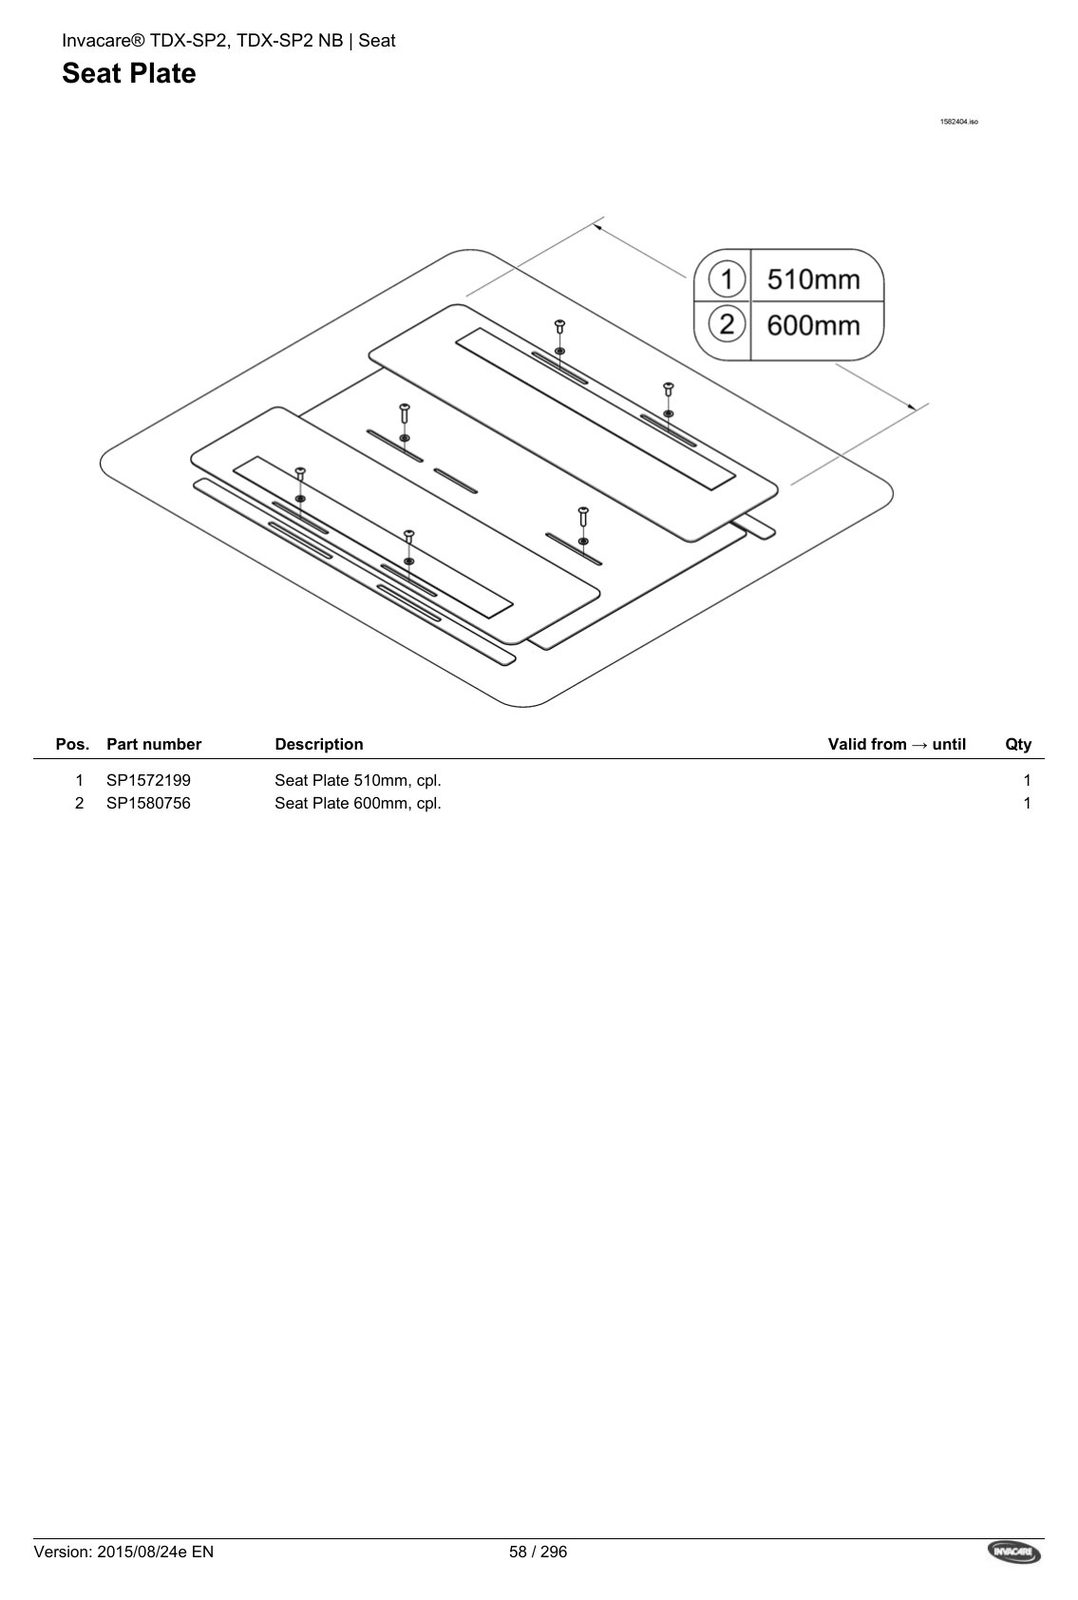 Invacare® TDX-SP2, TDX-SP2 NB | Seat
Seat Plate
1582404.iso
1 510mm
2 600mm
Pos. Part number Description Valid from → until Qty
1 SP1572199 Seat Plate 510mm, cpl. 1
2 SP1580756 Seat Plate 600mm, cpl. 1
Version: 2015/08/24e EN 58 / 296 INVACARE